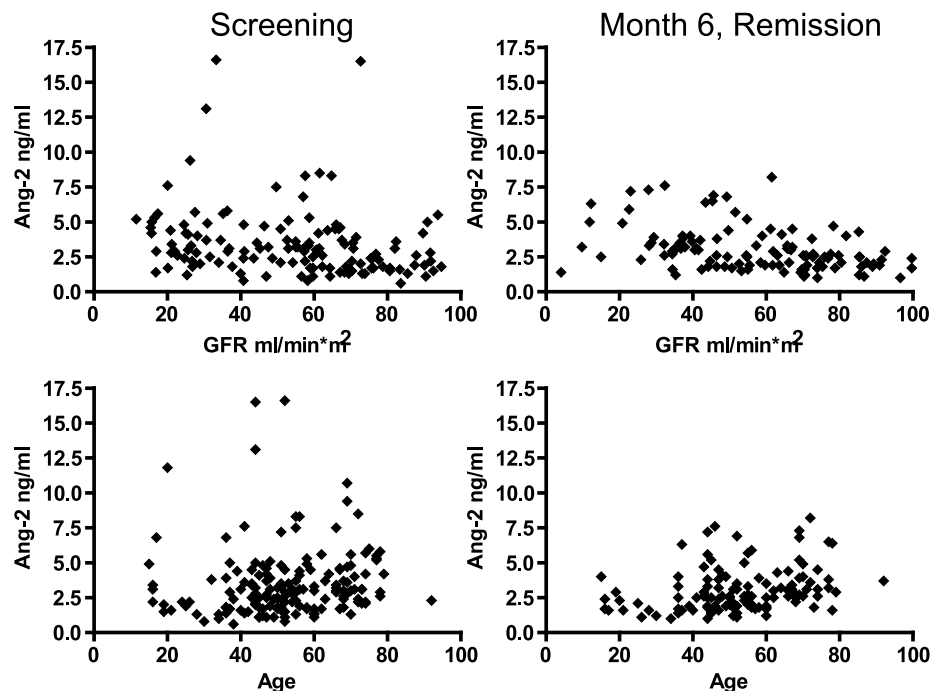 Screening Month 6, Remission
17.5 17.5
15.0 15.0
12.5 12.5
10.0 10.0
7.5 7.5
5.0 5.0
2.5 2.5
0.0 0.0
Ang-2 ng/ml Ang-2 ng/ml
0 20 40 60 80 100 0 20 40 60 80 100
GFR ml/min*m2 GFR ml/min*m2
17.5 17.5
15.0 15.0
12.5 12.5
10.0 10.0
7.5 7.5
5.0 5.0
2.5 2.5
0.0 0.0
Ang-2 ng/ml Ang-2 ng/ml
0 20 40 60 80 100 0 20 40 60 80 100
Age Age